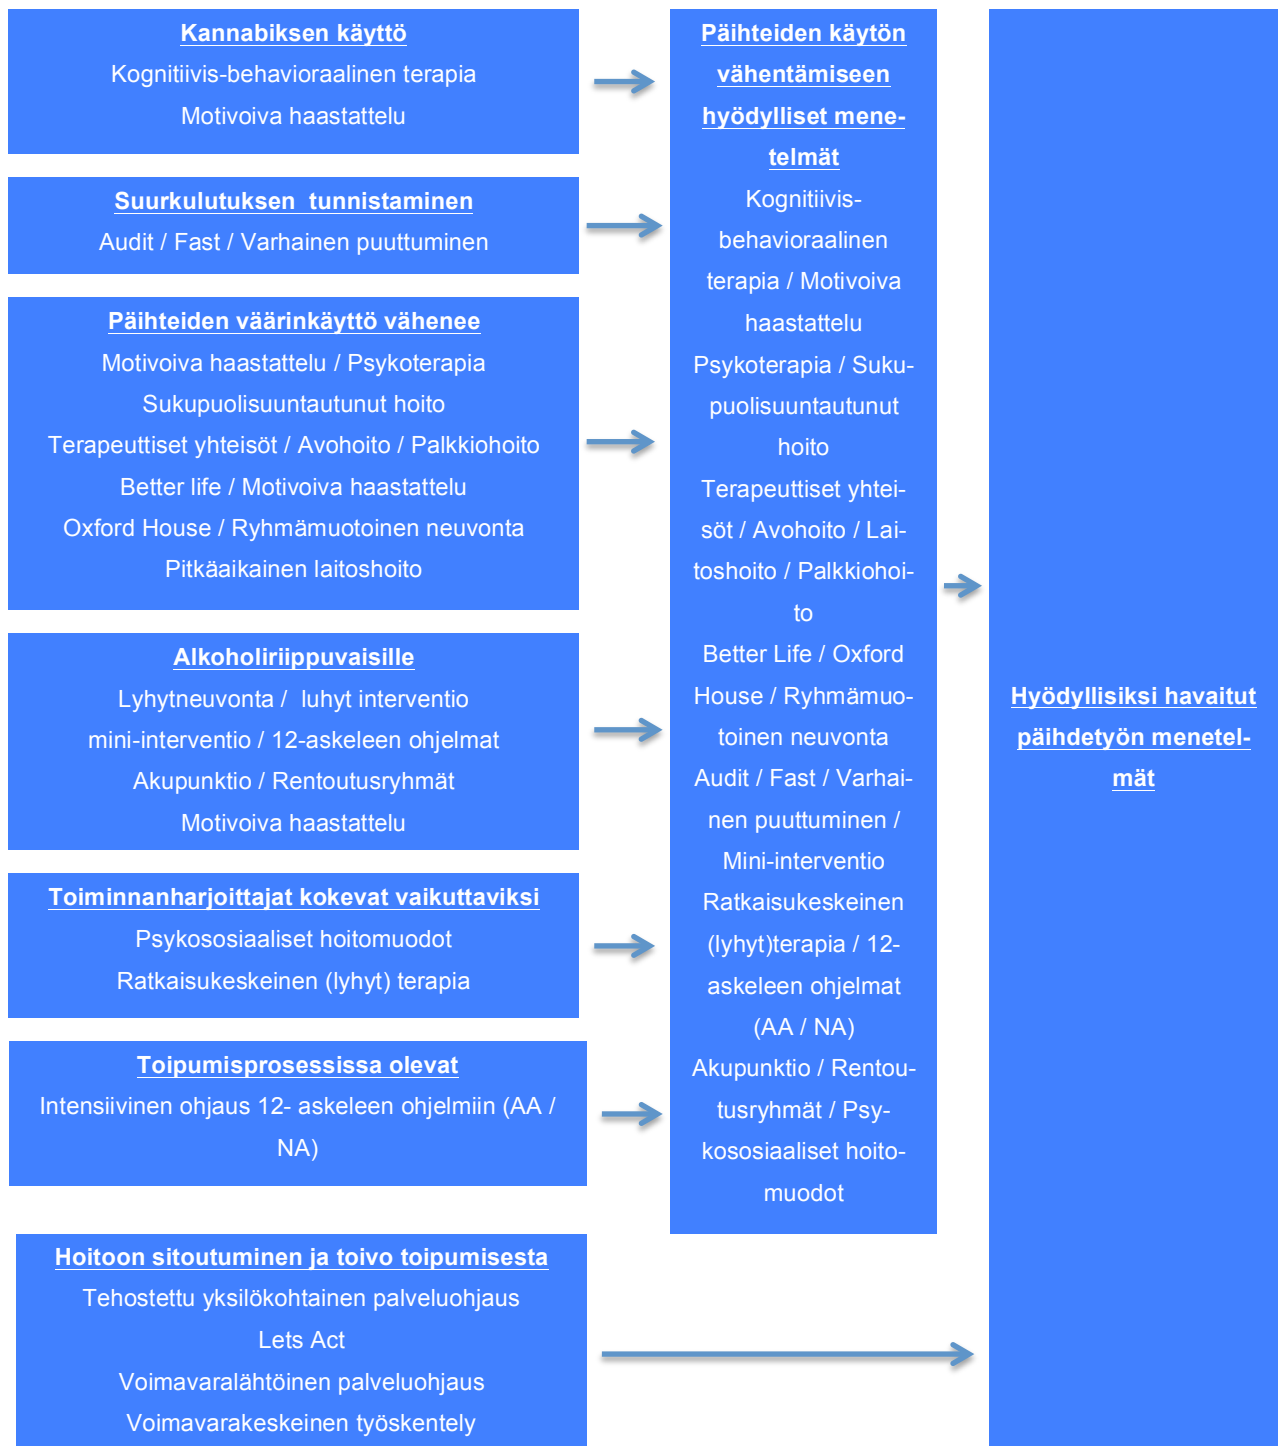 Kannabiksen käyttö
Kognitiivis-behavioraalinen terapia
Motivoiva haastattelu
Suurkulutuksen  tunnistaminen
Audit / Fast / Varhainen puuttuminen
Päihteiden väärinkäyttö vähenee
Motivoiva haastattelu / Psykoterapia
Sukupuolisuuntautunut hoito
Terapeuttiset yhteisöt / Avohoito / Palkkiohoito
Better life / Motivoiva haastattelu
Oxford House / Ryhmämuotoinen neuvonta
Pitkäaikainen laitoshoito
Alkoholiriippuvaisille
Lyhytneuvonta /  luhyt interventio
mini-interventio / 12-askeleen ohjelmat
Akupunktio / Rentoutusryhmät
Motivoiva haastattelu
Toiminnanharjoittajat kokevat vaikuttaviksi
Psykososiaaliset hoitomuodot
Ratkaisukeskeinen (lyhyt) terapia
Toipumisprosessissa olevat
Intensiivinen ohjaus 12- askeleen ohjelmiin (AA /
NA)
Hoitoon sitoutuminen ja toivo toipumisesta
Tehostettu yksilökohtainen palveluohjaus
Lets Act
Voimavaralähtöinen palveluohjaus
Voimavarakeskeinen työskentely
Päihteiden käytön
vähentämiseen
hyödylliset mene-
telmät
Kognitiivis-
behavioraalinen
terapia / Motivoiva
haastattelu
Psykoterapia / Suku-
puolisuuntautunut
hoito
Terapeuttiset yhtei-
söt / Avohoito / Lai-
toshoito / Palkkiohoi-
to
Better Life / Oxford
House / Ryhmämuo-
toinen neuvonta
Audit / Fast / Varhai-
nen puuttuminen /
Mini-interventio
Ratkaisukeskeinen
(lyhyt)terapia / 12-
askeleen ohjelmat
(AA / NA)
Akupunktio / Rentou-
tusryhmät / Psy-
kososiaaliset hoito-
muodot
Hyödyllisiksi havaitut
päihdetyön menetel-
mät